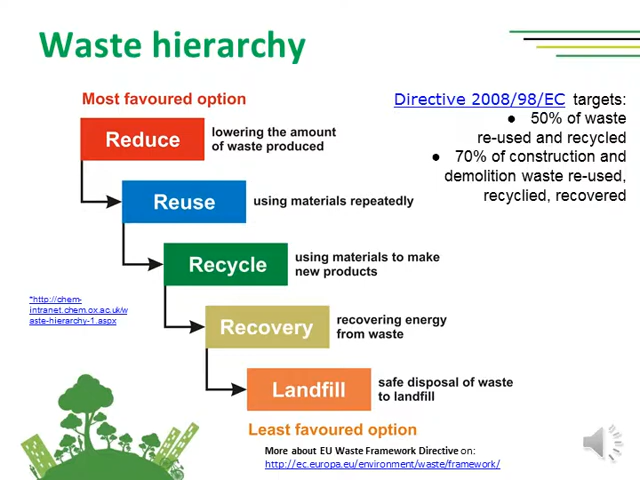 Waste hierarchy
Most favoured option
Reduce
lowering the amount
of waste produced
Directive 2008/98/EC targets:
● 50% of waste
re-used and recycled
● 70% of construction and
demolition waste re-used,
recyclied, recovered
Reuse
using materials repeatedly
Recycle
using materials to make
new products
*http://chem-
intranet.chem.ox.ac.uk/w
aste-hierarchy-1.aspx
Recovery
recovering energy
from waste
Landfill
safe disposal of waste
to landfill
Least favoured option
More about EU Waste Framework Directive on:
http://ec.europa.eu/environment/waste/framework/